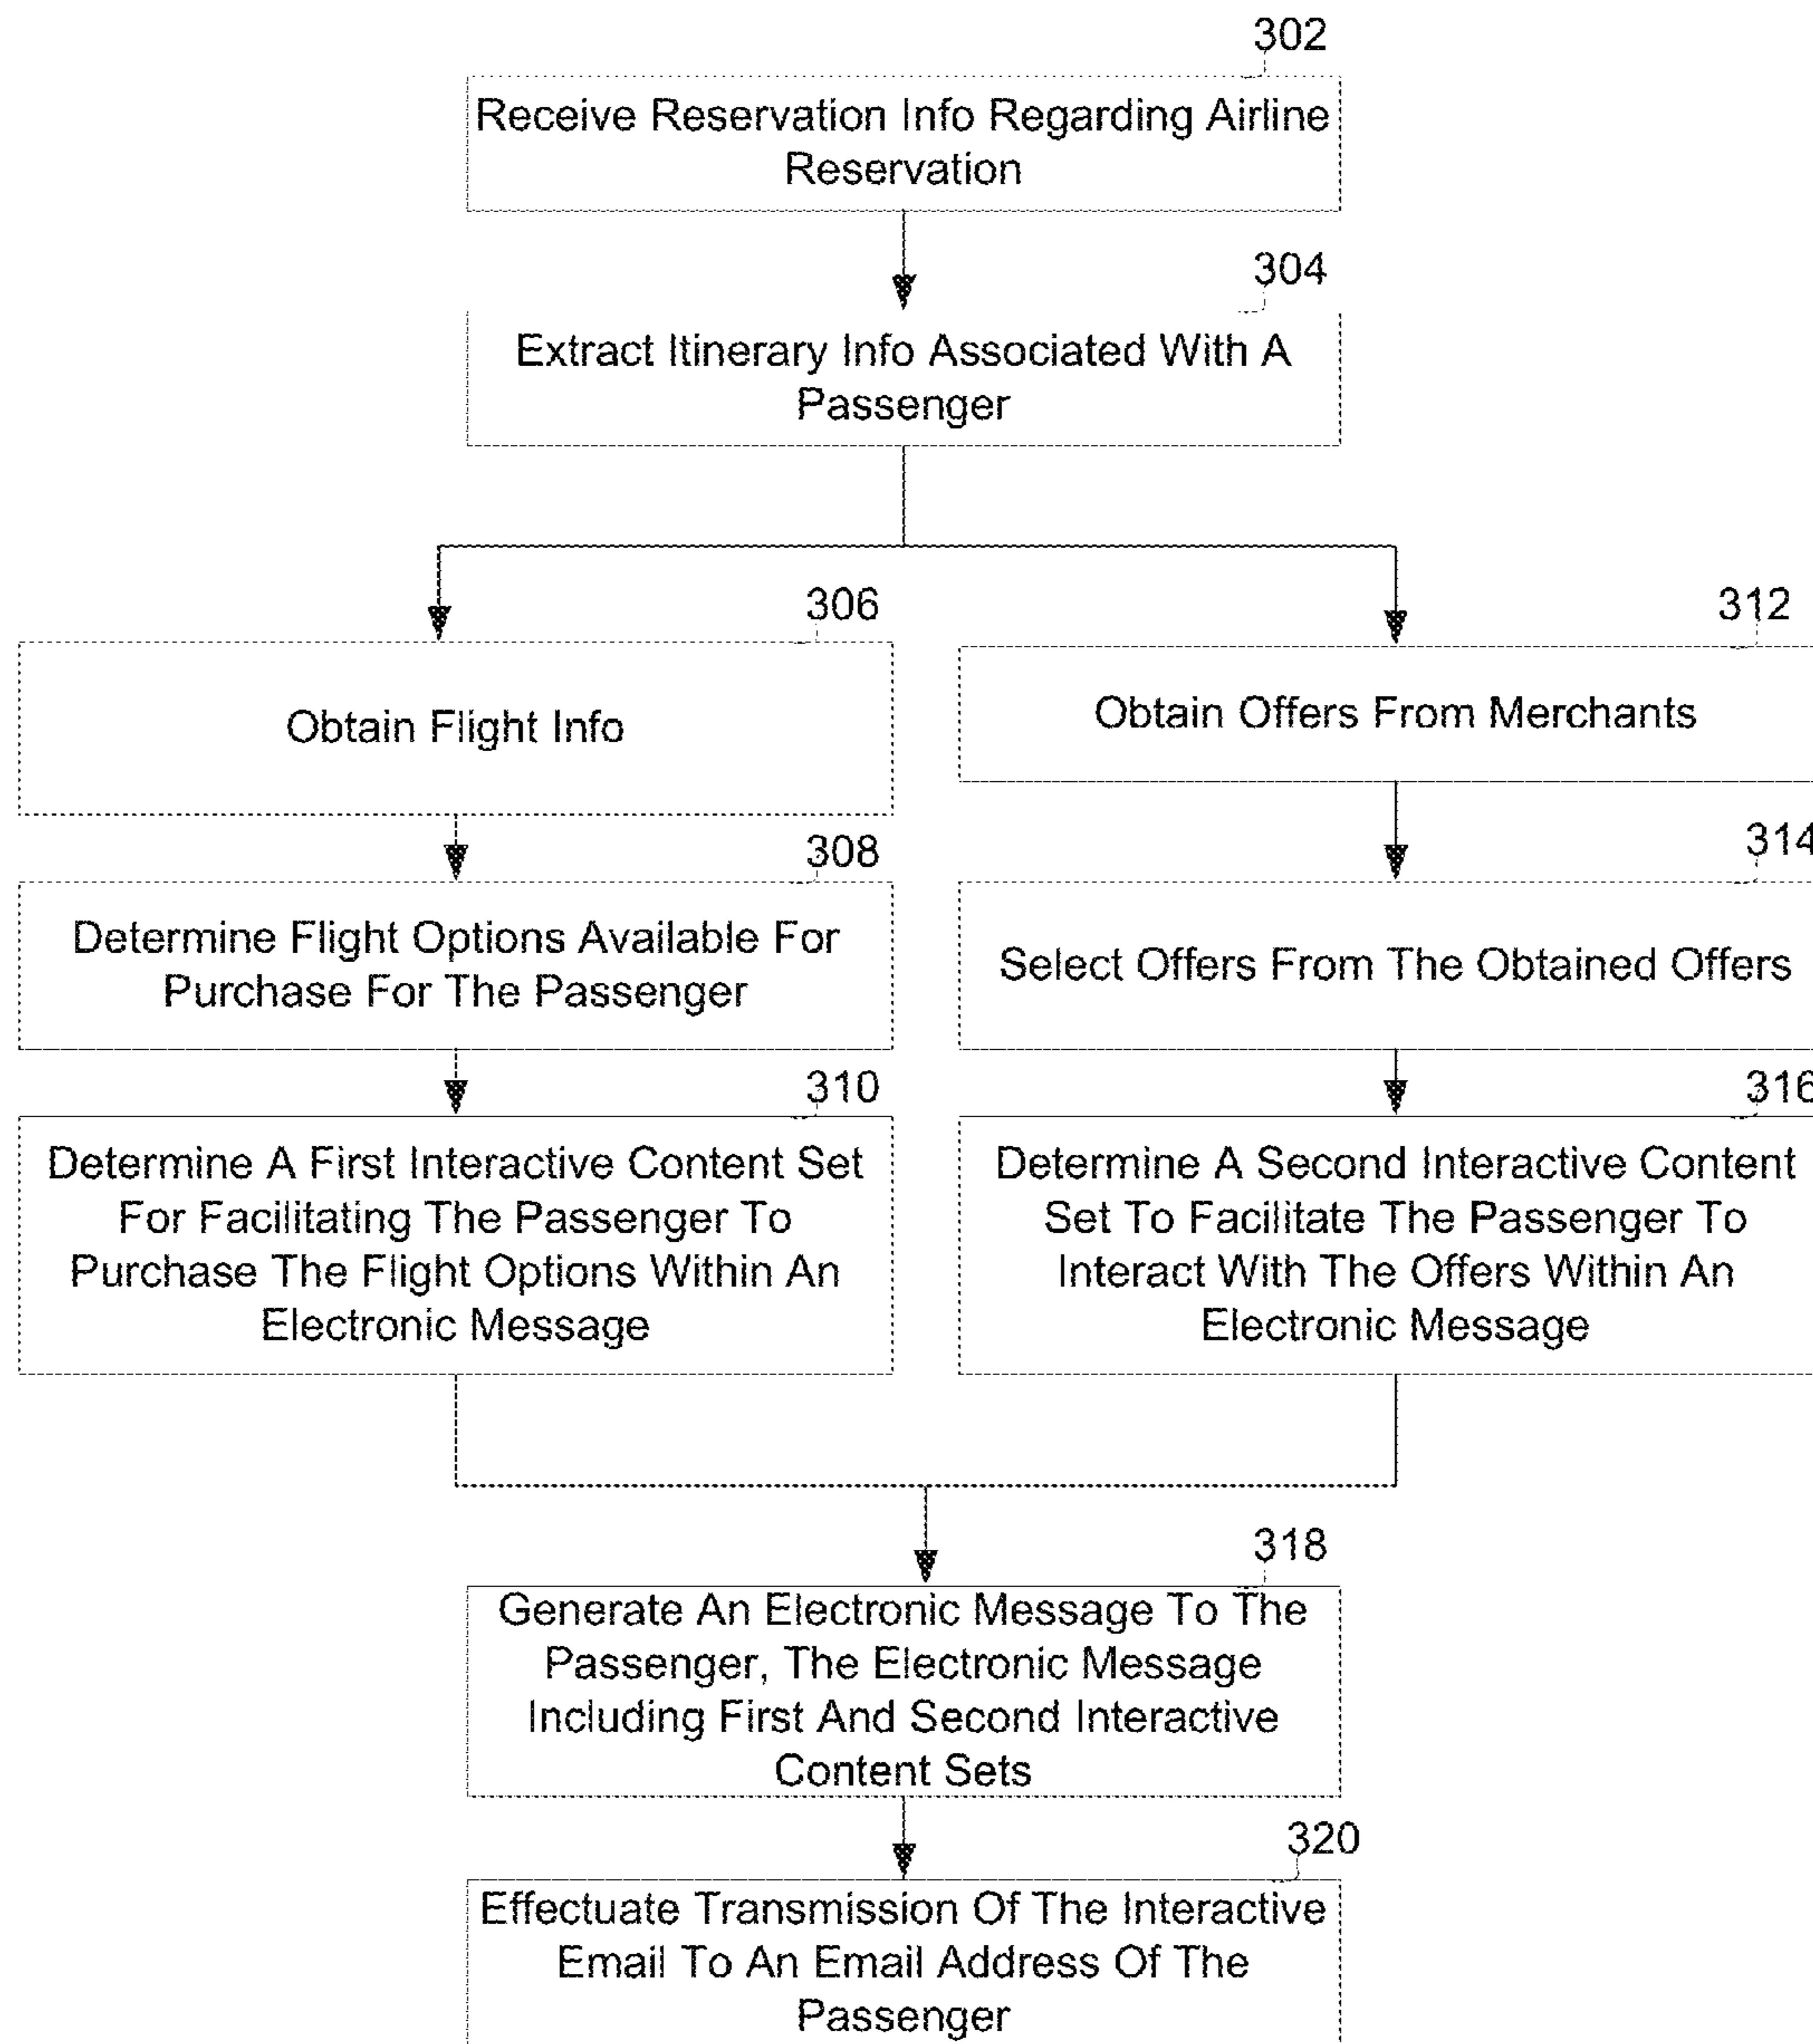 302
Receive Reservation Info Regarding Airline
Reservation
304
Extract Itinerary Info Associated With A
Passenger
306
Obtain Flight Info
308
Determine Flight Options Available For
Purchase For The Passenger
310
Determine A First Interactive Content Set
For Facilitating The Passenger To
Purchase The Flight Options Within An
Electronic Message
312
Obtain Offers From Merchants
314
Select Offers From The Obtained Offers
316
Determine A Second Interactive Content
Set To Facilitate The Passenger To
Interact With The Offers Within An
Electronic Message
318
Generate An Electronic Message To The
Passenger, The Electronic Message
Including First And Second Interactive
Content Sets
320
Effectuate Transmission Of The Interactive
Email To An Email Address Of The
Passenger